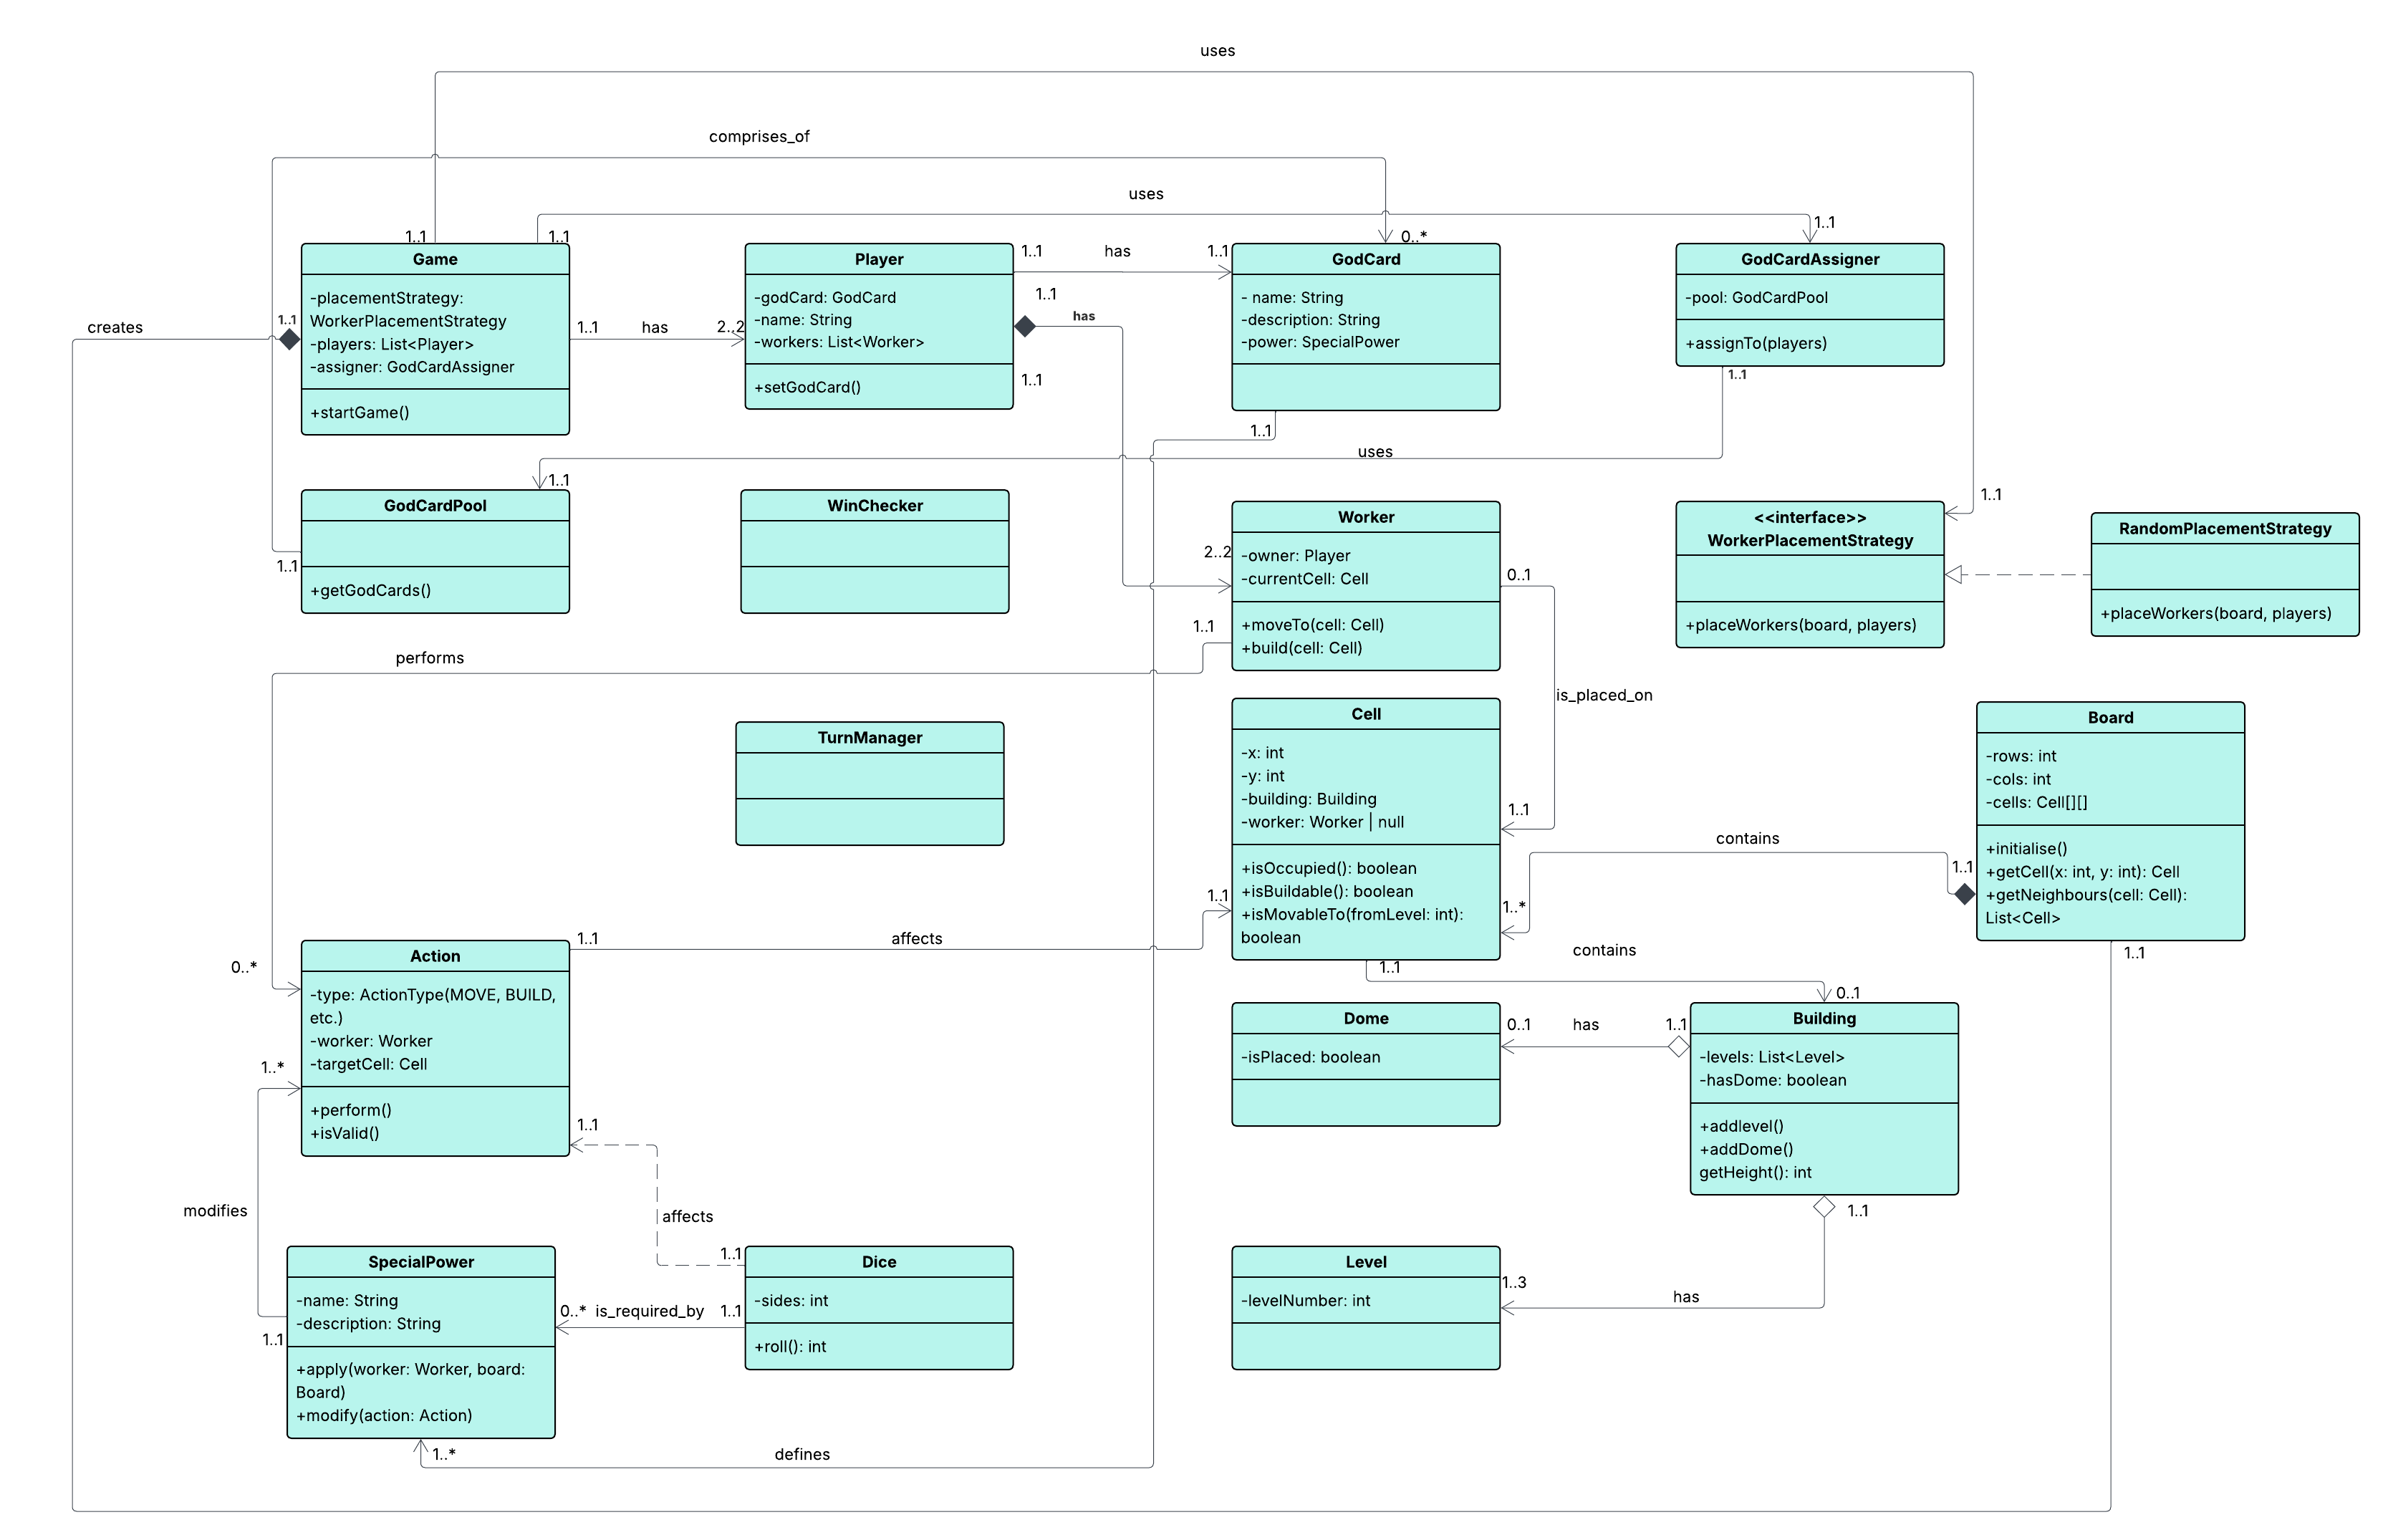 uses
comprises_of
uses
1..1
1..1
0..*
1..1
Game
-placementStrategy:
WorkerPlacementStrategy
-players: List<Player>
-assigner: GodCardAssigner
+startGame()
creates
1..1
1..1
has
2..2
Player
-godCard: GodCard
-name: String
-workers: List<Worker>
+setGodCard()
1..1
has
1..1
1..1
has
1..1
GodCard
- name: String
-description: String
-power: SpecialPower
1..1
GodCardAssigner
-pool: GodCardPool
+assignTo(players)
1..1
uses
1..1
GodCardPool
+getGodCards()
1..1
WinChecker
Worker
-owner: Player
-currentCell: Cell
+moveTo(cell: Cell)
+build(cell: Cell)
2..2
0..1
1..1
<<interface>>
WorkerPlacementStrategy
+placeWorkers(board, players)
1..1
RandomPlacementStrategy
+placeWorkers(board, players)
performs
is_placed_on
TurnManager
Cell
-x: int
-y: int
-building: Building
-worker: Worker | null
+isOccupied(): boolean
+isBuildable(): boolean
+isMovableTo(fromLevel: int):
boolean
1..1
1..1
1..*
contains
1..1
Board
-rows: int
-cols: int
-cells: Cell[][]
+initialise()
+getCell(x: int, y: int): Cell
+getNeighbours(cell: Cell):
List<Cell>
1..1
1..1
affects
0..*
Action
-type: ActionType(MOVE, BUILD,
etc.)
-worker: Worker
-targetCell: Cell
+perform()
+isValid()
1..*
1..1
1..1
contains
0..1
Dome
-isPlaced: boolean
0..1
has
1..1
Building
-levels: List<Level>
-hasDome: boolean
+addlevel()
+addDome()
getHeight(): int
1..1
modifies
affects
1..1
SpecialPower
-name: String
-description: String
+apply(worker: Worker, board:
Board)
+modify(action: Action)
1..1
0..*
is_required_by
1..1
Dice
-sides: int
+roll(): int
Level
-levelNumber: int
1..3
has
1..*
defines